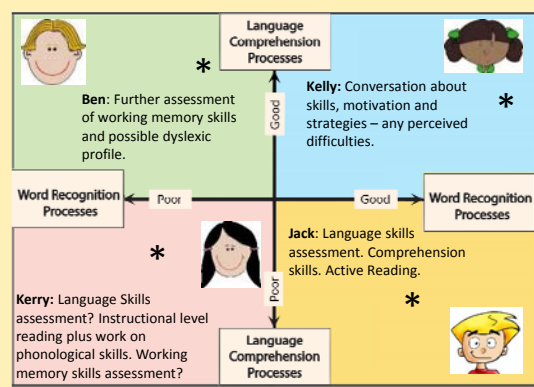 Language
Comprehension
Processes
*
Ben: Further assessment
of working memory skills
and possible dyslexic
profile.
Good
Kelly: Conversation about
skills, motivation and
strategies – any perceived
difficulties.
*
Word Recognition
Processes
Poor
Good
Word Recognition
Processes
*
Kerry: Language Skills
assessment? Instructional level
reading plus work on
phonological skills. Working
memory skills assessment?
Poor
Jack: Language skills
assessment. Comprehension
skills. Active Reading.
*
Language
Comprehension
Processes